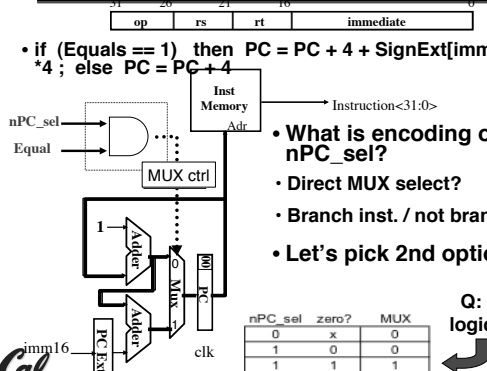 31 26 21 16 0
op rs rt immediate
• if (Equals == 1) then PC = PC + 4 + SignExt[imm
*4 ; else PC = PC + 4
Inst
Memory
Adr
Instruction<31:0>
nPC_sel
Equal
MUX ctrl
• What is encoding
nPC_sel?
• Direct MUX select?
• Branch inst. / not
• Let's pick 2nd
1
Adder
0
Mux
1
00
PC
Adder
imm16
PC Ext
clk
Cal
Q:
nPC_sel zero? MUX
0 x 0
1 0 0
1 1 1